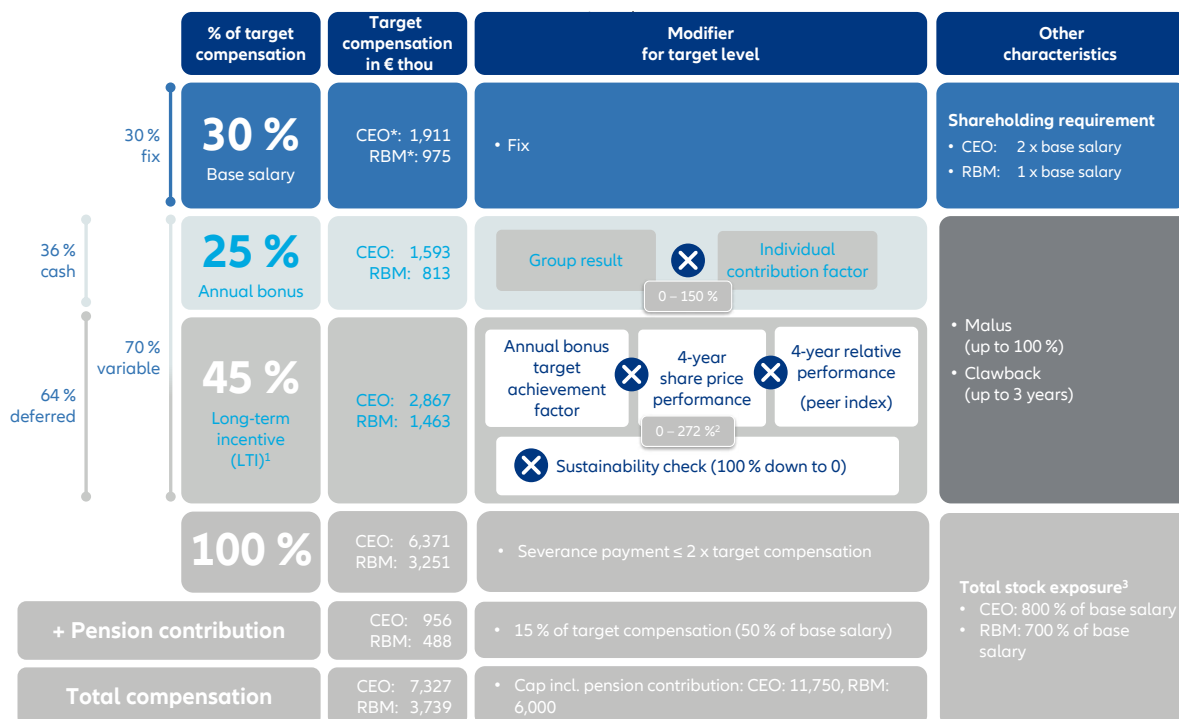 % of target
compensation
Target
compensation
in € thou
Modifier
for target level
Other
characteristics
30 %
fix
30 %
Base salary
CEO*: 1,911
RBM*: 975
• Fix
Shareholding requirement
• CEO: 2 x base salary
• RBM: 1 x base salary
36 %
cash
70 %
variable
25 %
Annual bonus
CEO: 1,593
RBM: 813
Group result
Individual
contribution factor
0 – 150 %
64 %
deferred
45 %
Long-term
incentive
(LTI)¹
CEO: 2,867
RBM: 1,463
Annual bonus
target
achievement
factor
4-year
share price
performance
4-year relative
performance
(peer index)
0 – 272 %²
Sustainability check (100 % down to 0)
• Malus
(up to 100 %)
• Clawback
(up to 3 years)
100 %
CEO: 6,371
RBM: 3,251
• Severance payment ≤ 2 x target compensation
+ Pension contribution
CEO: 956
RBM: 488
• 15 % of target compensation (50 % of base salary)
Total compensation
CEO: 7,327
RBM: 3,739
• Cap incl. pension contribution: CEO: 11,750, RBM:
6,000
Total stock exposure³
• CEO: 800 % of base salary
• RBM: 700 % of base
salary